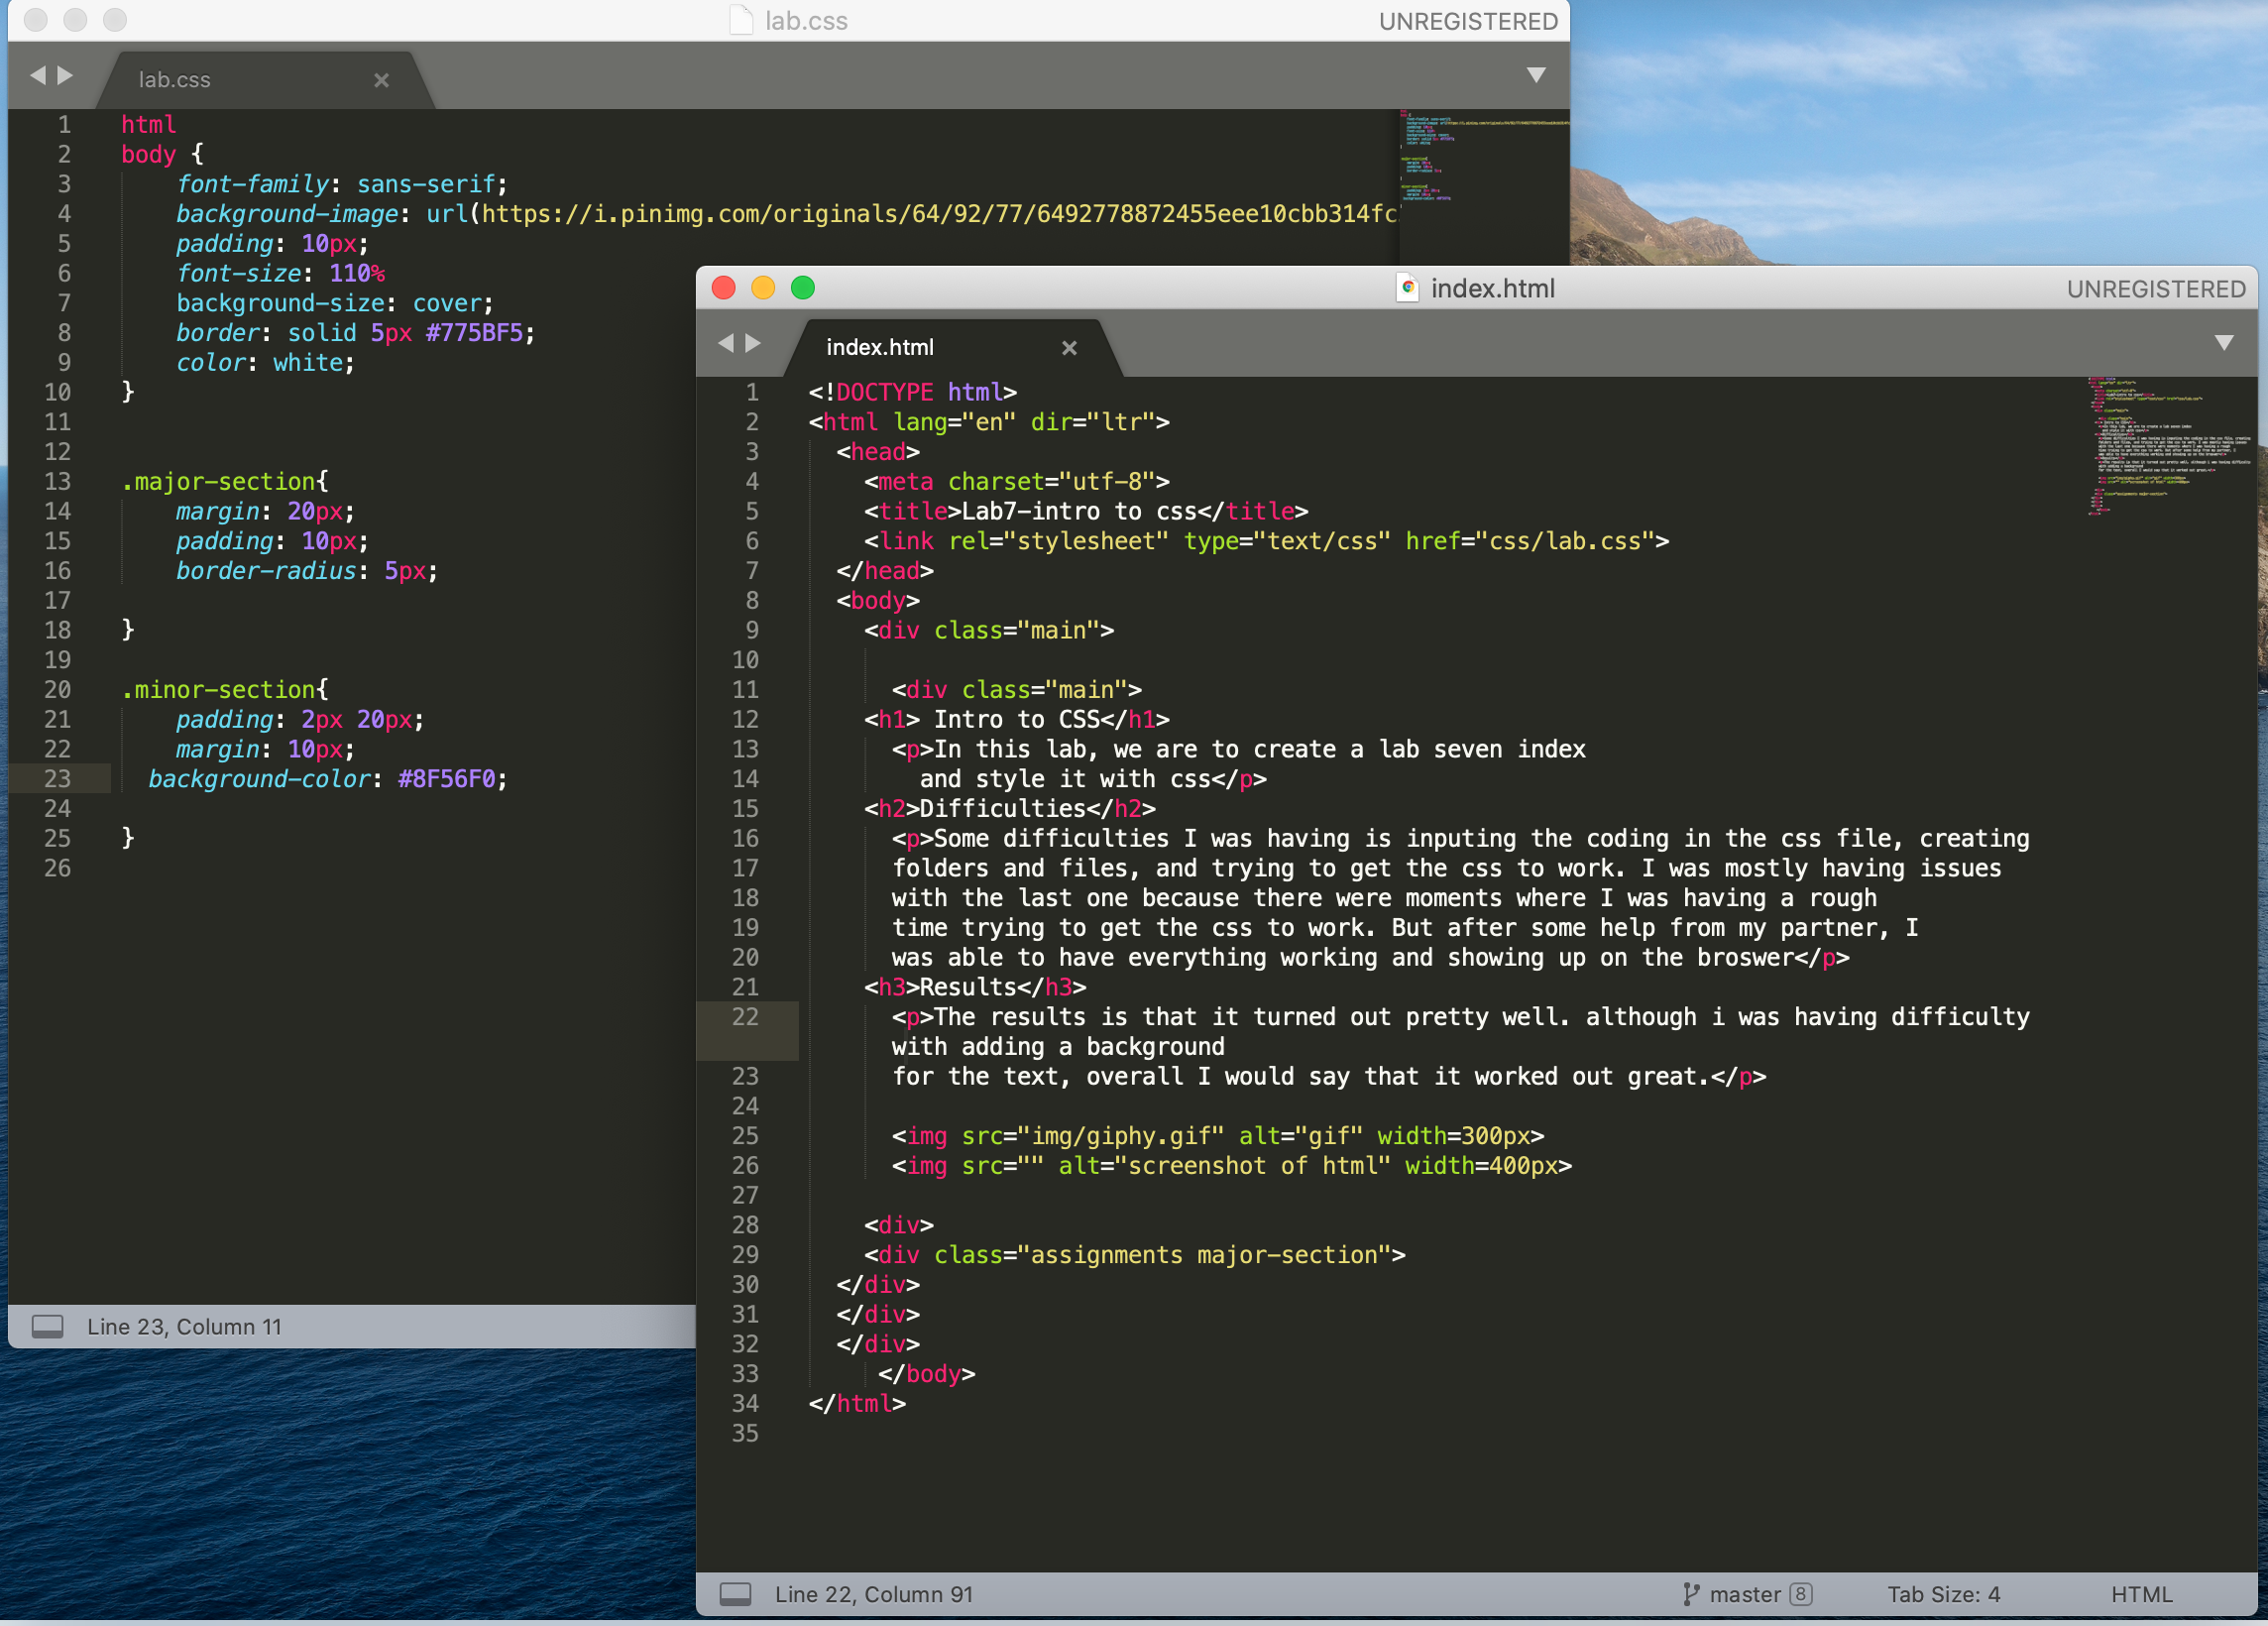 lab.css
UNREGISTERED
lab.css ×
1 html
2 body {
3 font-family: sans-serif;
4 background-image: url(https://i.pinimg.com/originals/64/92/77/6492778872455eee10cbb314fc
5 padding: 10px;
6 font-size: 110%
7 background-size: cover;
8 border: solid 5px #775BF5;
9 color: white;
10 }
11
12
13 .major-section{
14 margin: 20px;
15 padding: 10px;
16 border-radius: 5px;
17
18 }
19
20 .minor-section{
21 padding: 2px 20px;
22 margin: 10px;
23 background-color: #8F56F0;
24
25 }
26
Line 23, Column 11
index.html
UNREGISTERED
index.html ×
1 <!DOCTYPE html>
2 <html lang="en" dir="ltr">
3 <head>
4 <meta charset="utf-8">
5 <title>Lab7-intro to css</title>
6 <link rel="stylesheet" type="text/css" href="css/lab.css">
7 </head>
8 <body>
9 <div class="main">
10
11 <div class="main">
12 <h1> Intro to CSS</h1>
13 <p>In this lab, we are to create a lab seven index
14 and style it with css</p>
15 <h2>Difficulties</h2>
16 <p>Some difficulties I was having is inputing the coding in the css file, creating
17 folders and files, and trying to get the css to work. I was mostly having issues
18 with the last one because there were moments where I was having a rough
19 time trying to get the css to work. But after some help from my partner, I
20 was able to have everything working and showing up on the broswer</p>
21 <h3>Results</h3>
22 <p>The results is that it turned out pretty well. although i was having difficulty
with adding a background
23 for the text, overall I would say that it worked out great.</p>
24
25 <img src="img/giphy.gif" alt="gif" width=300px>
26 <img src="" alt="screenshot of html" width=400px>
27
28 <div>
29 <div class="assignments major-section">
30 </div>
31 </div>
32 </div>
33 </body>
34 </html>
35
Line 22, Column 91
master 8
Tab Size: 4
HTML